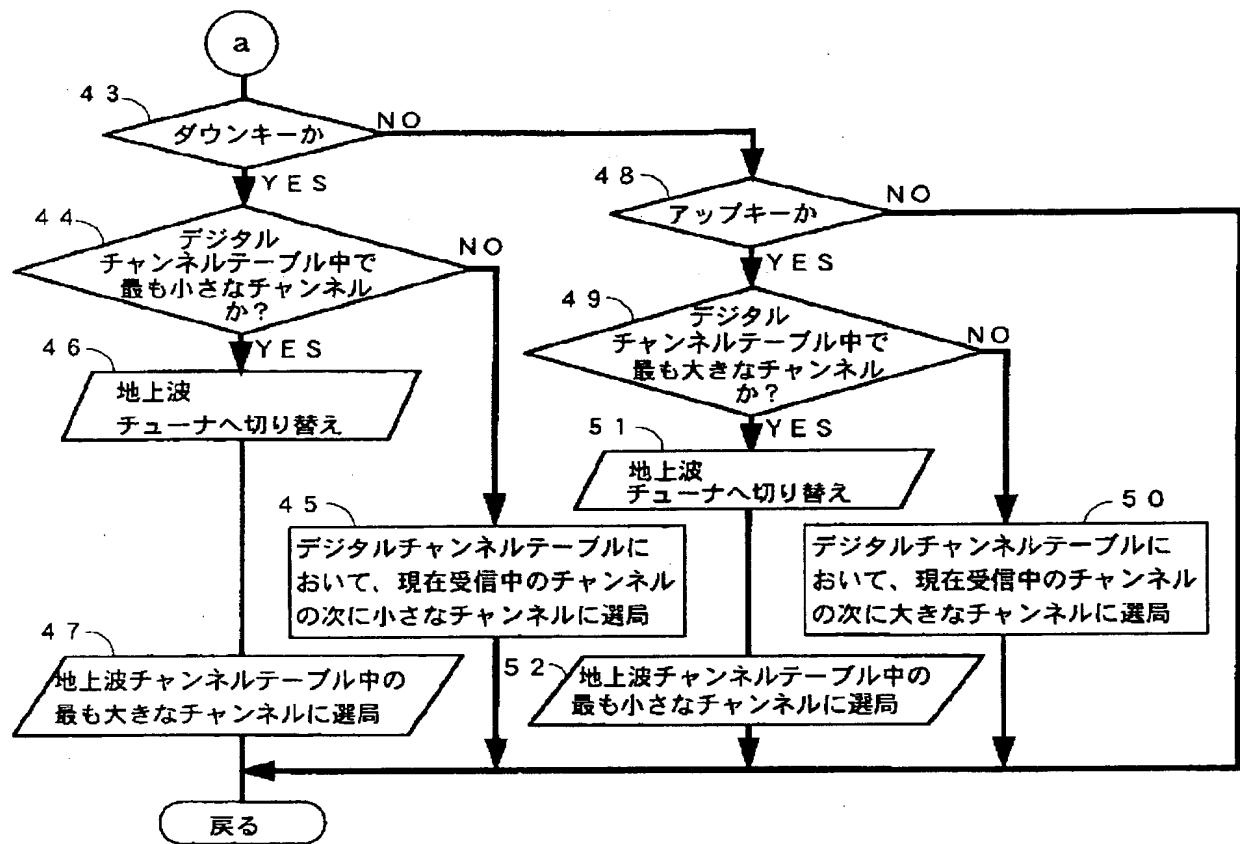 a
43
ダウンキーか
NO
YES
44
デジタル
チャンネルテーブル中で
最も小さなチャンネル
か?
NO
YES
46
地上波
チューナへ切り替え
45
デジタルチャンネルテーブルに
おいて、現在受信中のチャンネル
の次に小さなチャンネルに選局
47
地上波チャンネルテーブル中の
最も大きなチャンネルに選局
48
アップキーか
NO
YES
49
デジタル
チャンネルテーブル中で
最も大きなチャンネル
か?
NO
YES
51
地上波
チューナへ切り替え
50
デジタルチャンネルテーブルに
おいて、現在受信中のチャンネル
の次に大きなチャンネルに選局
52
地上波チャンネルテーブル中の
最も小さなチャンネルに選局
戻る